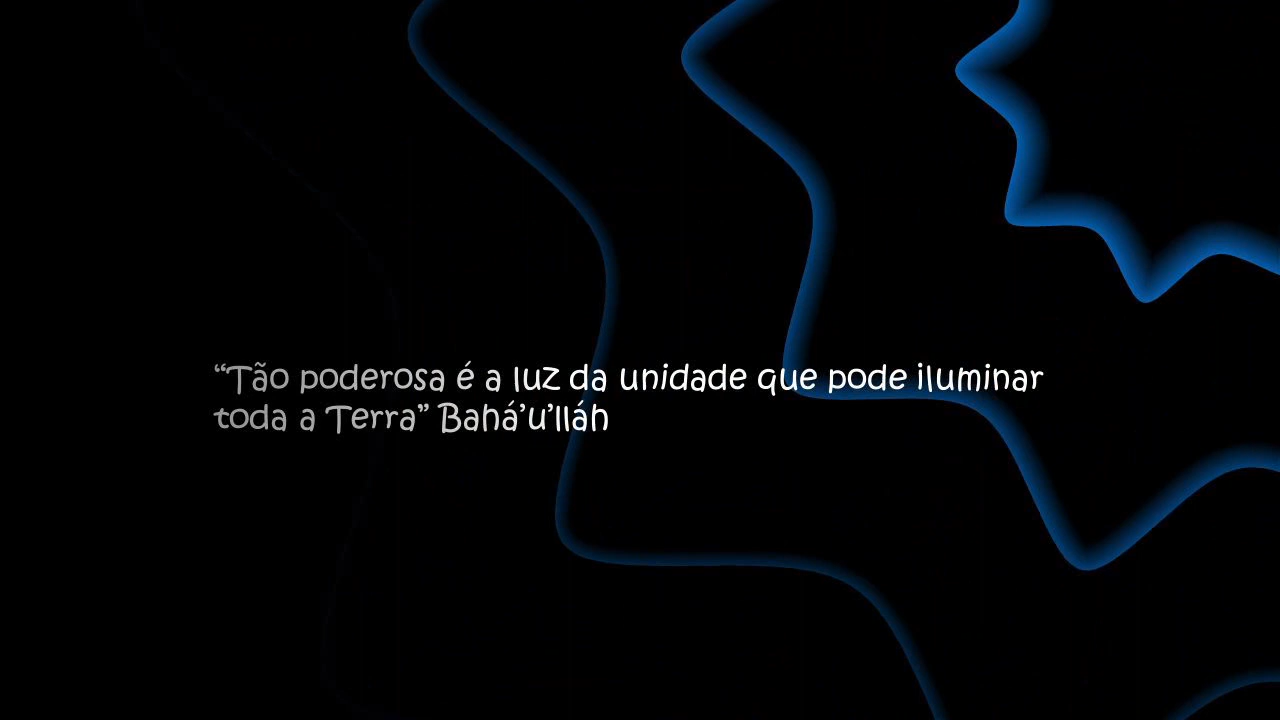 “Tão poderosa é a luz da unidade que pode iluminar
toda a Terra” Bahá’u’lláh